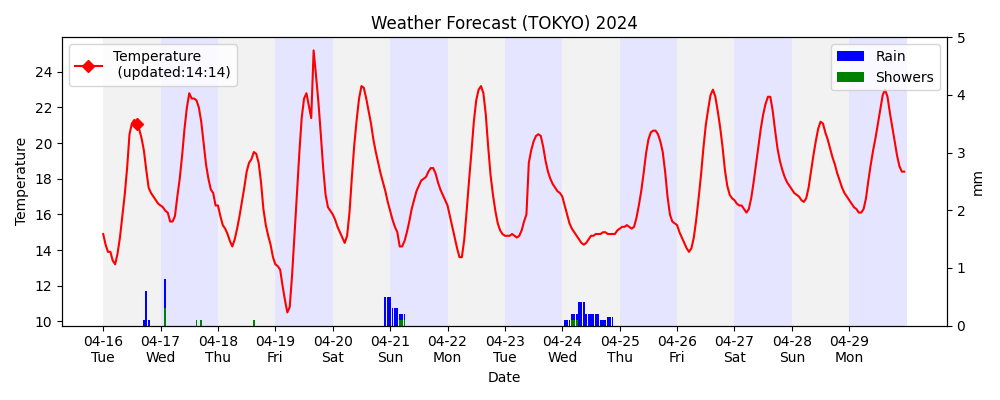 Weather Forecast (TOKYO) 2024
Temperature
(updated:14:14)
Rain
Showers
Temperature
24
22
20
18
16
14
12
10
5
4
3
2
1
0
mm
04-16 04-17 04-18 04-19 04-20 04-21 04-22 04-23 04-24 04-25 04-26 04-27 04-28 04-29
Tue Wed Thu Fri Sat Sun Mon Tue Wed Thu Fri Sat Sun Mon
Date